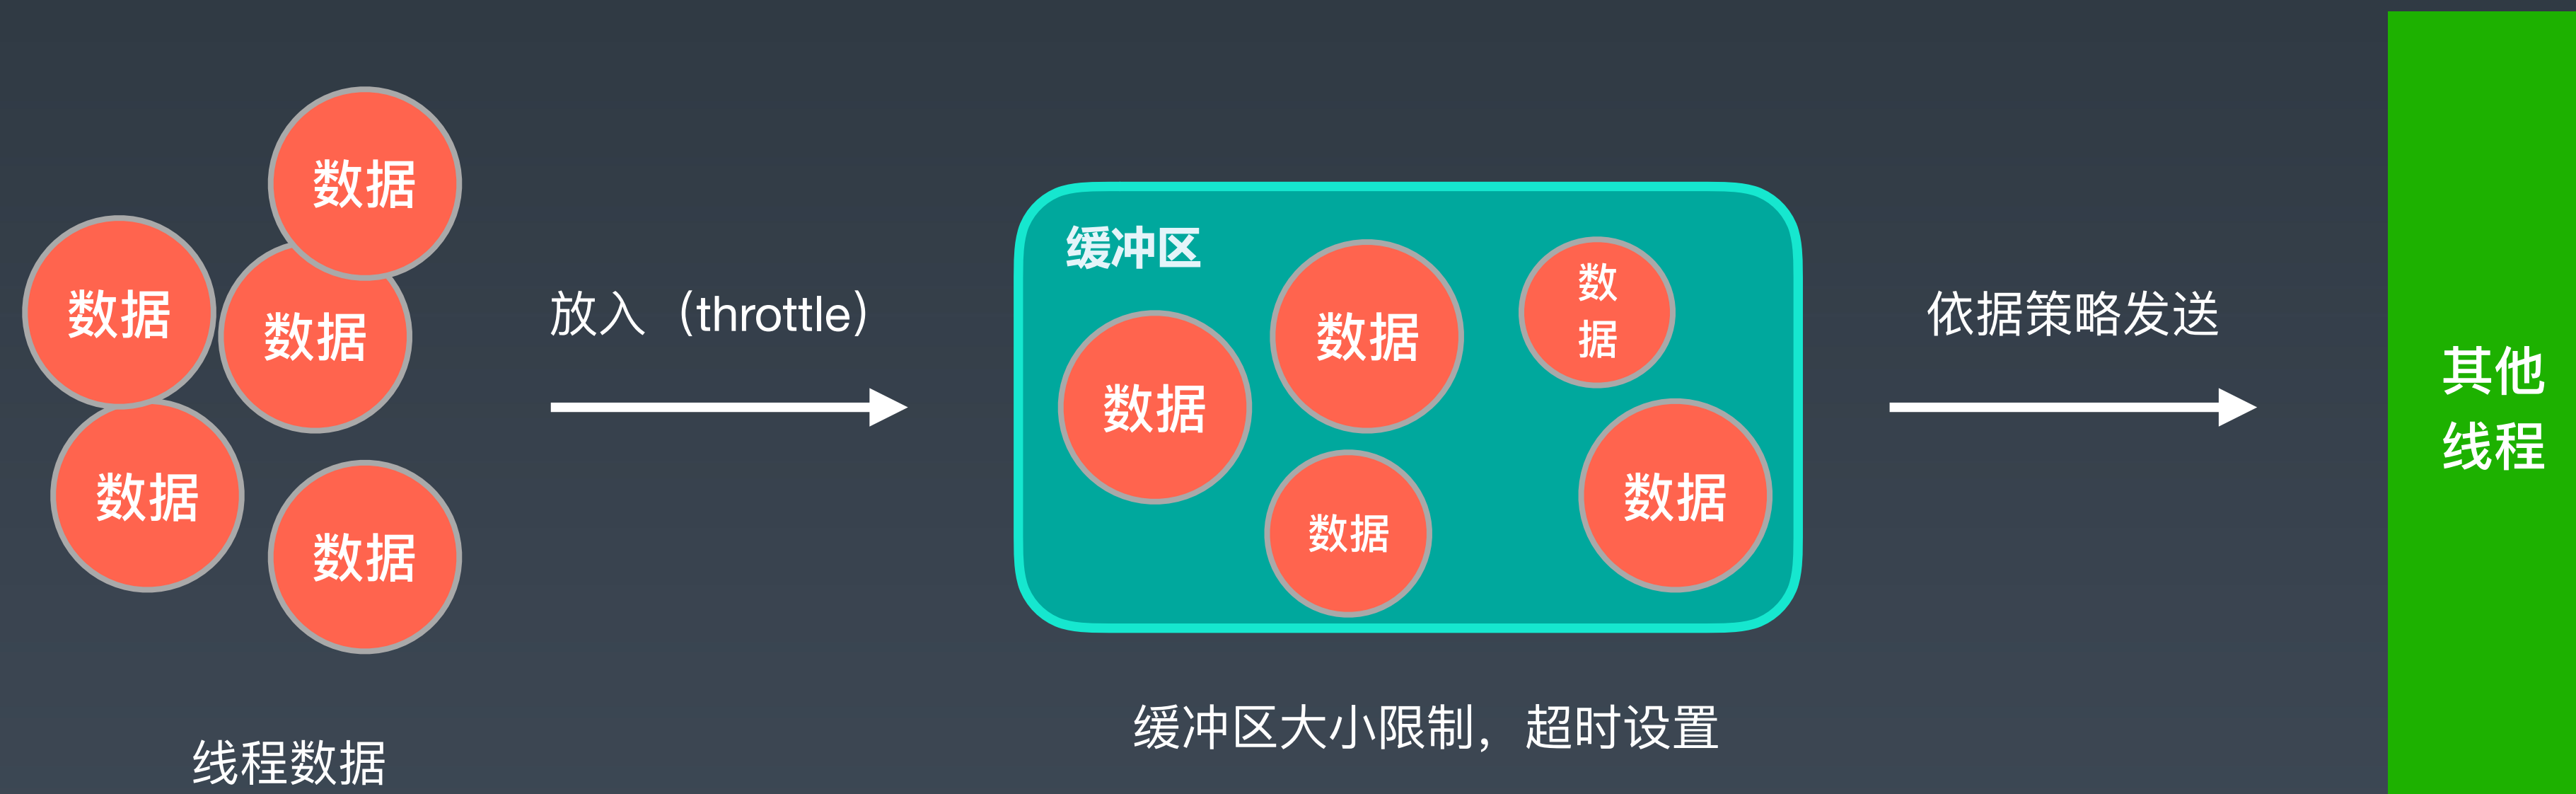 数据
数据
数据
数据
数据
线程数据
放入（throttle）
缓冲区
数据
数据
数
据
数据
数据
缓冲区大小限制，超时设置
依据策略发送
其他
线程